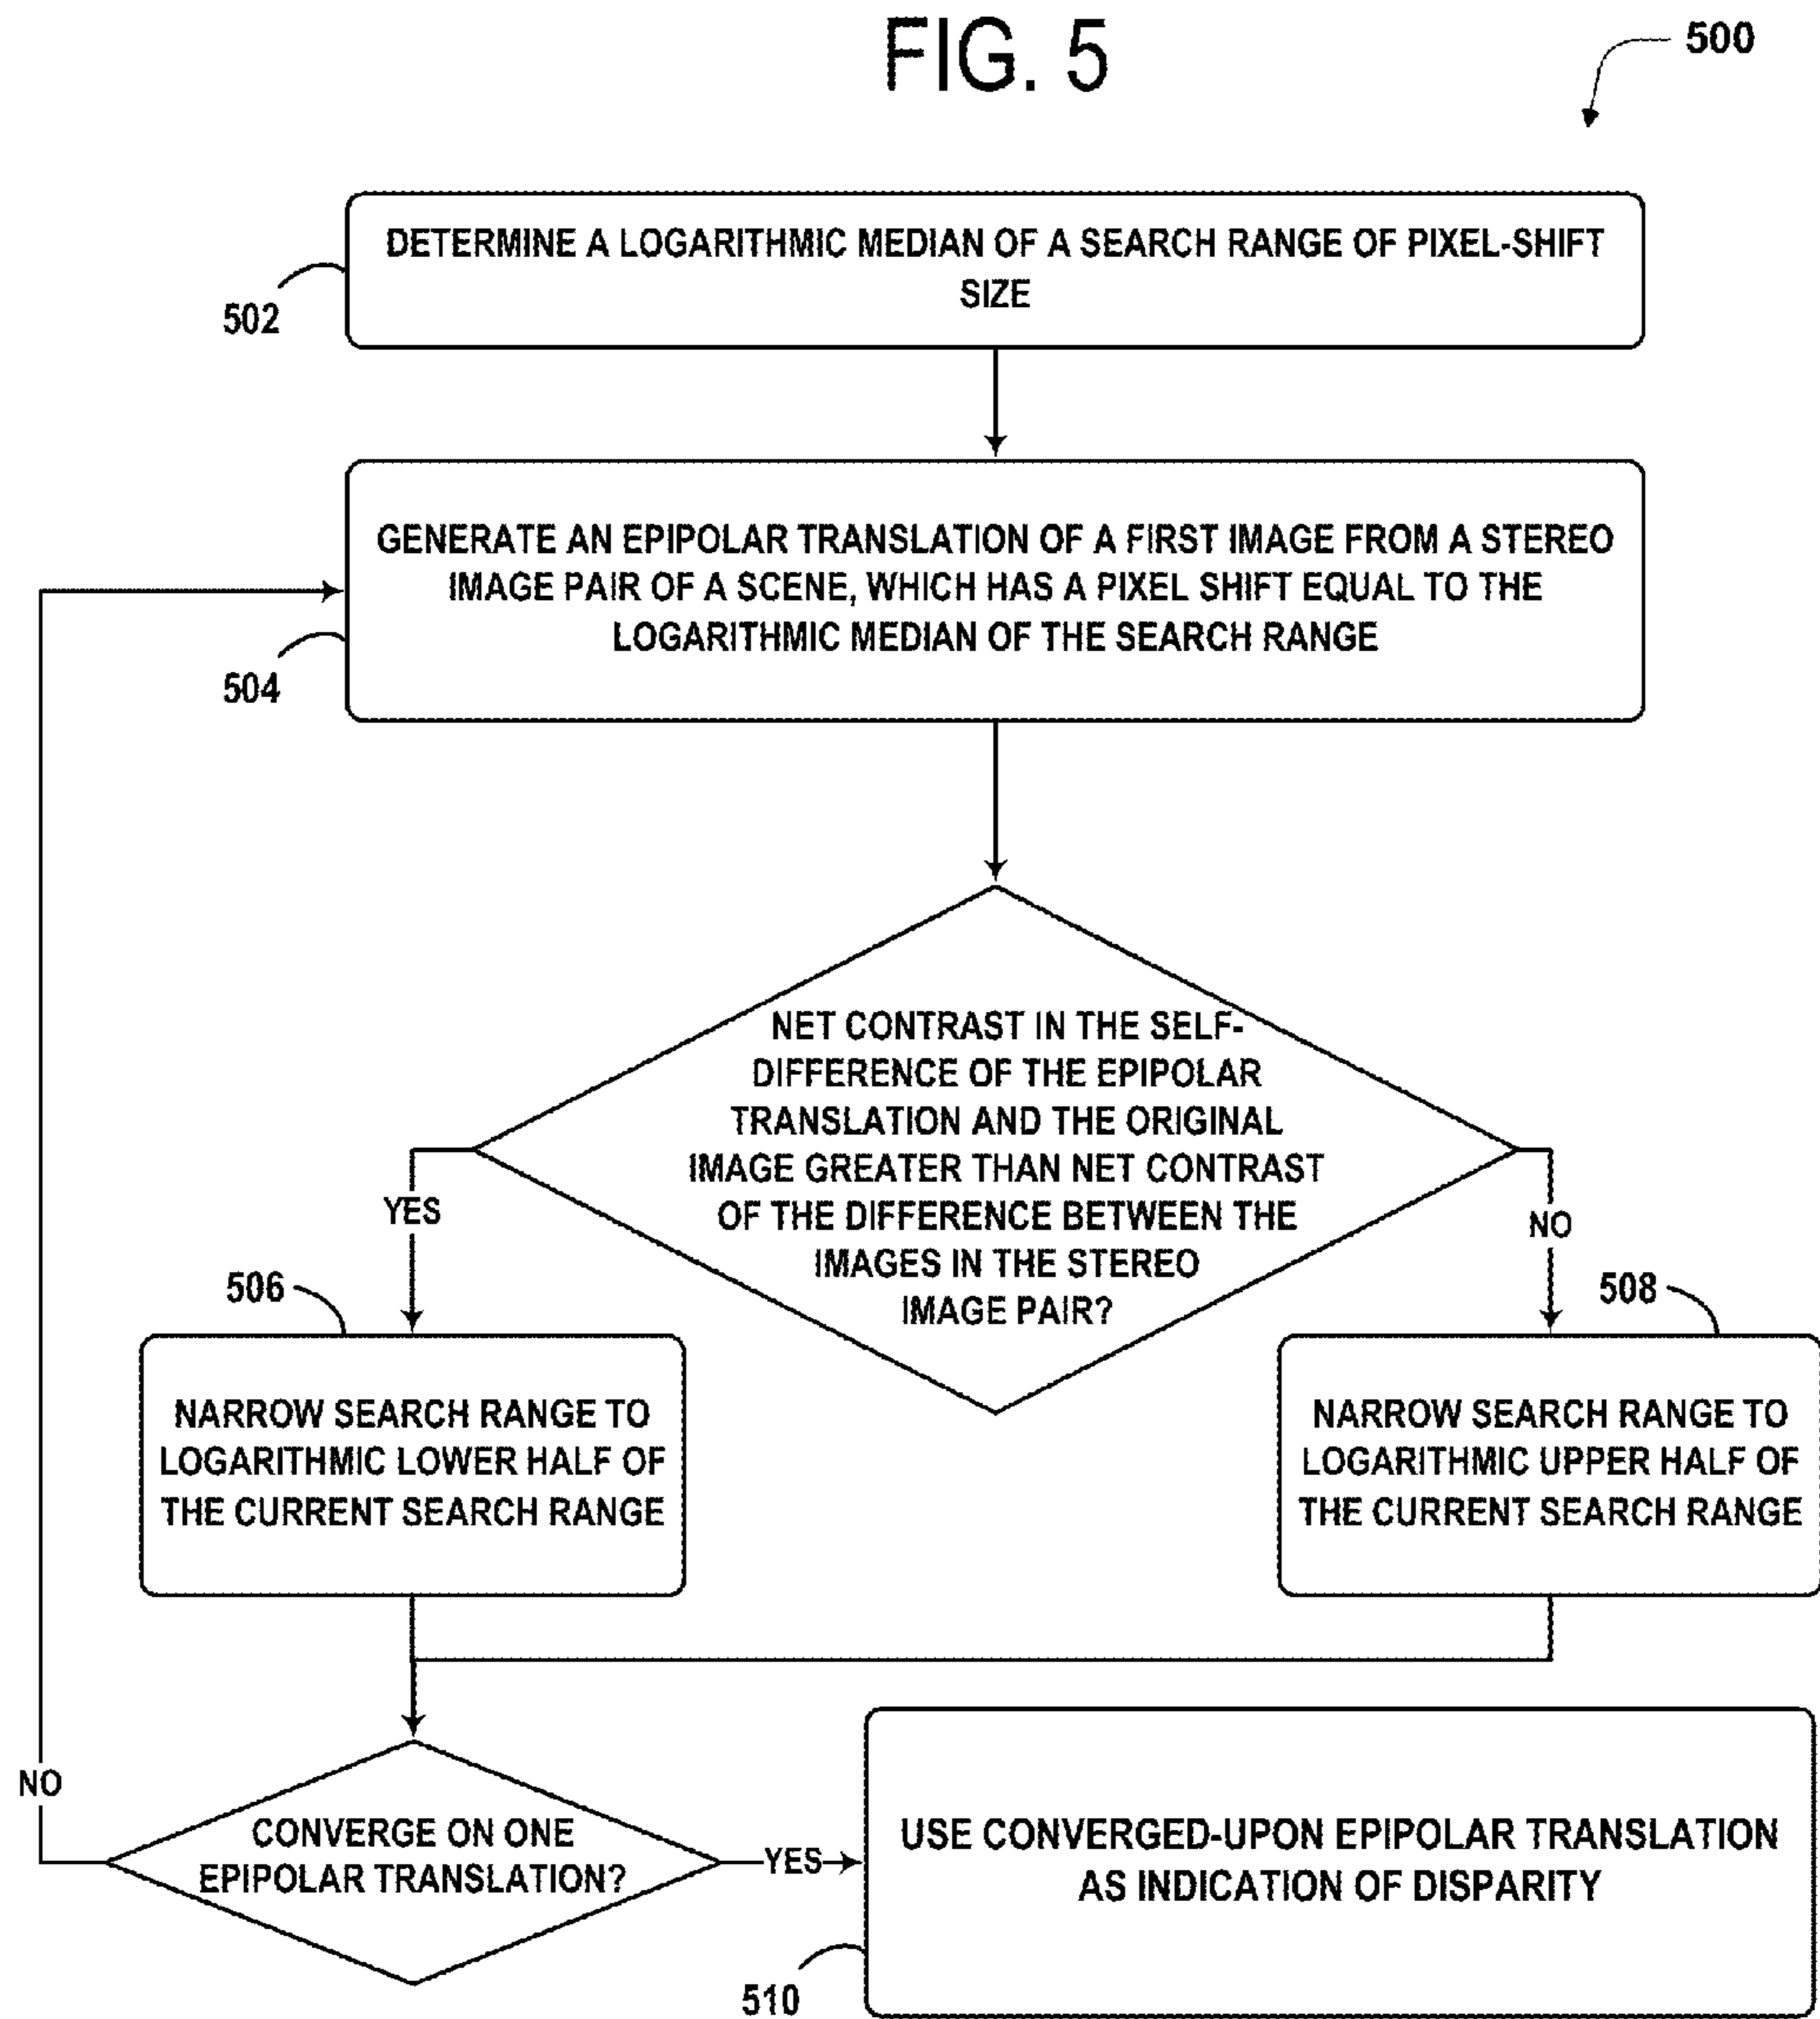 FIG. 5
500
DETERMINE A LOGARITHMIC MEDIAN OF A SEARCH RANGE OF PIXEL-SHIFT
SIZE
502
GENERATE AN EPIPOLAR TRANSLATION OF A FIRST IMAGE FROM A STEREO
IMAGE PAIR OF A SCENE, WHICH HAS A PIXEL SHIFT EQUAL TO THE
LOGARITHMIC MEDIAN OF THE SEARCH RANGE
504
NET CONTRAST IN THE SELF-
DIFFERENCE OF THE EPIPOLAR
TRANSLATION AND THE ORIGINAL
IMAGE GREATER THAN NET CONTRAST
OF THE DIFFERENCE BETWEEN THE
IMAGES IN THE STEREO
IMAGE PAIR?
YES
NO
506
NARROW SEARCH RANGE TO
LOGARITHMIC LOWER HALF OF
THE CURRENT SEARCH RANGE
508
NARROW SEARCH RANGE TO
LOGARITHMIC UPPER HALF OF
THE CURRENT SEARCH RANGE
NO
CONVERGE ON ONE
EPIPOLAR TRANSLATION?
YES
USE CONVERGED-UPON EPIPOLAR TRANSLATION
AS INDICATION OF DISPARITY
510